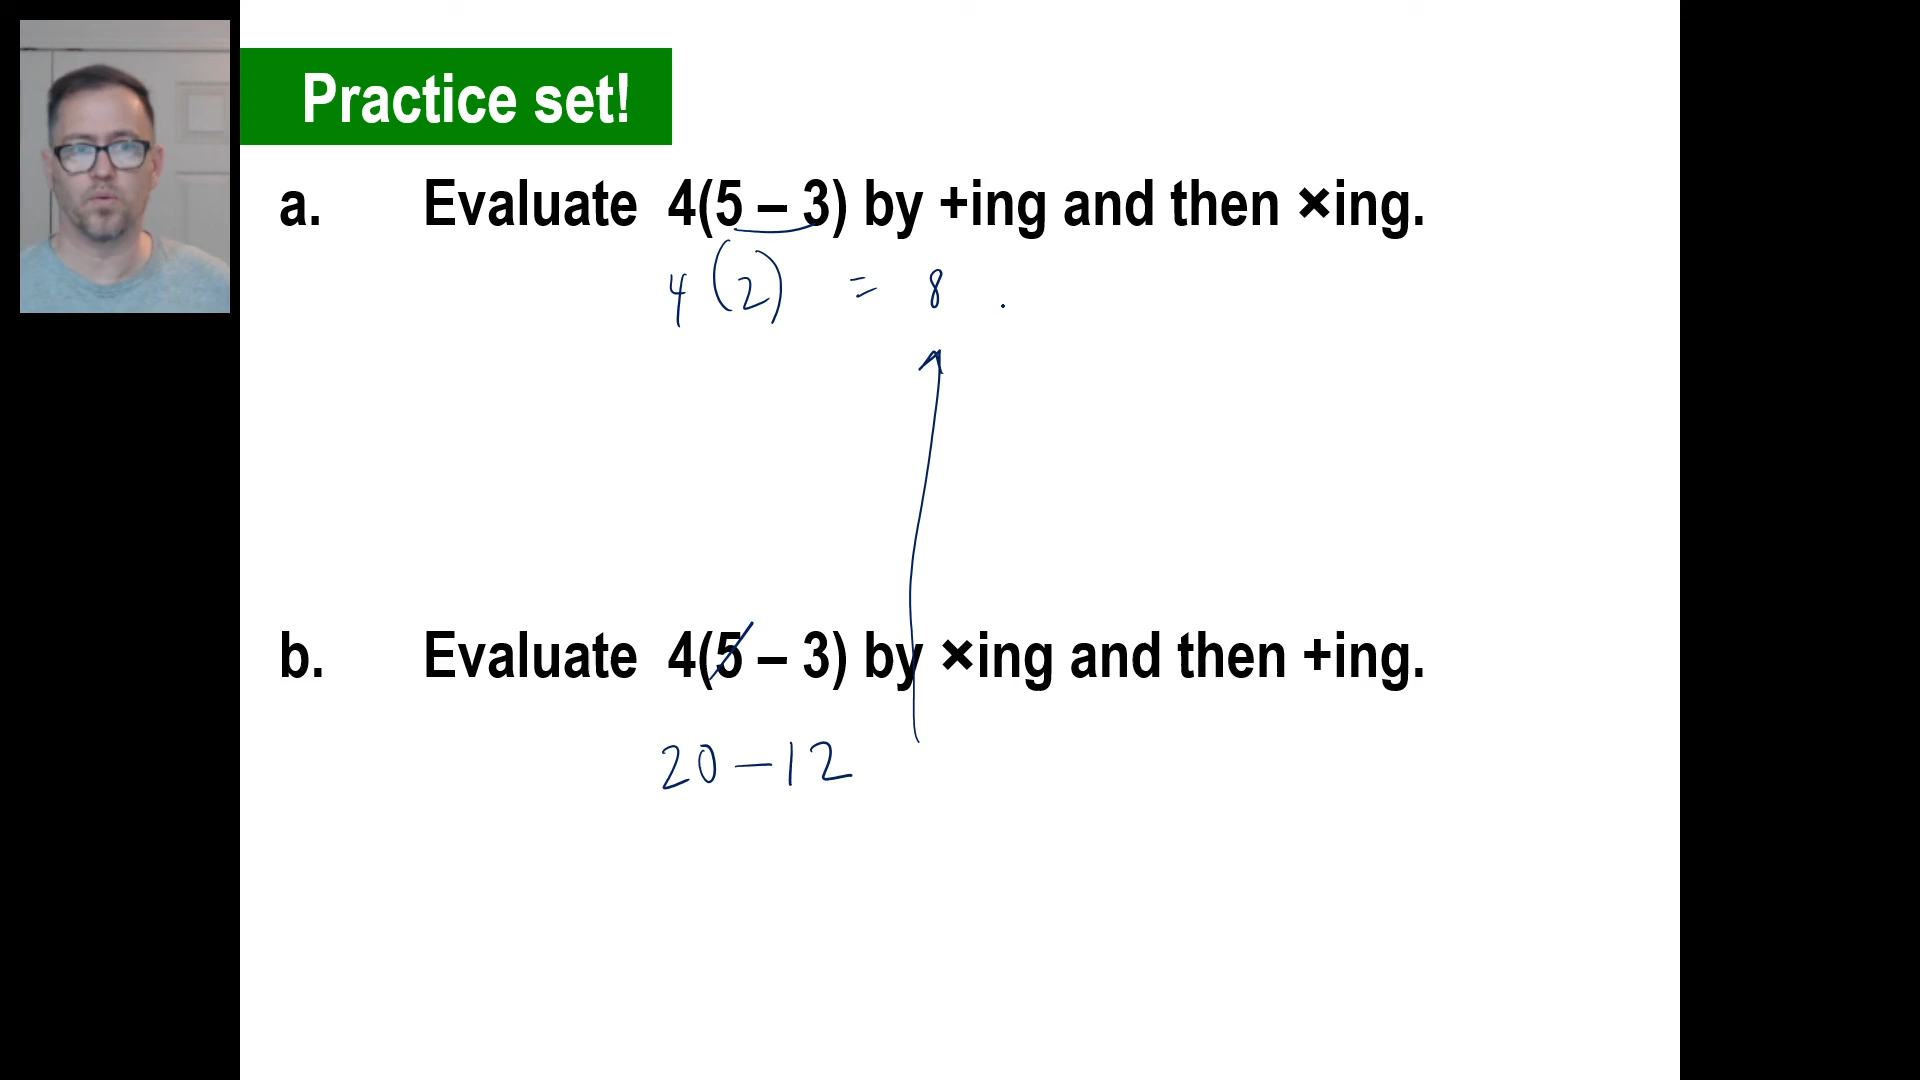 Practice set!
a. Evaluate 4(5 – 3) by +ing and then ×ing.
4 (2) = 8 .
b. Evaluate 4(5 – 3) by ×ing and then +ing.
20 – 12